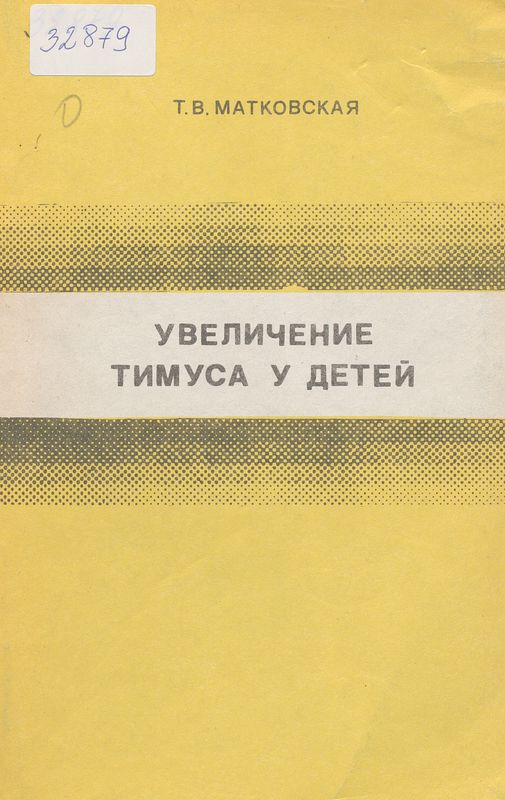 32879
Т. В. МАТКОВСКАЯ
УВЕЛИЧЕНИЕ
ТИМУСА У ДЕТЕЙ